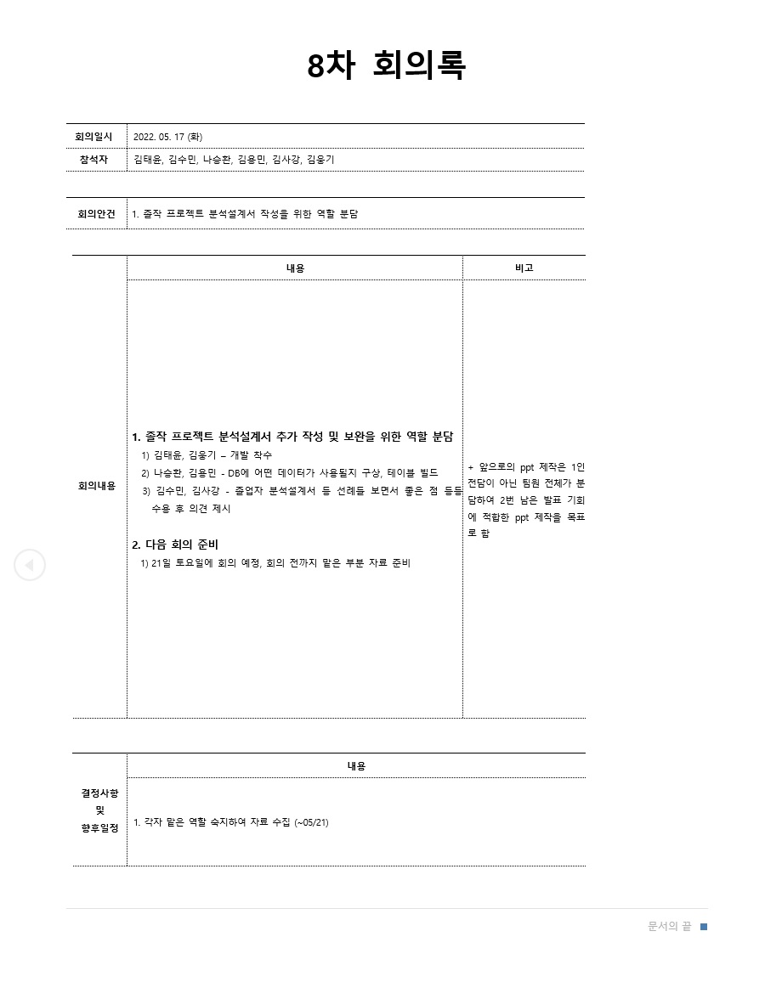 8차 회의록
회의일시 2022. 05. 17 (화)
참석자 김태윤, 김수민, 나승환, 김용민, 김사강, 김웅기
회의안건 1. 졸작 프로젝트 분석설계서 작성을 위한 역할 분담
내용 비고
회의내용
1. 졸작 프로젝트 분석설계서 추가 작성 및 보완을 위한 역할 분담
1) 김태윤, 김웅기 – 개발 착수
2) 나승환, 김용민 - DB에 어떤 데이터가 사용될지 구상, 테이블 빌드
3) 김수민, 김사강 - 졸업자 분석설계서 등 선례들 보면서 좋은 점 등등
수용 후 의견 제시
2. 다음 회의 준비
1) 21일 토요일에 회의 예정, 회의 전까지 맡은 부분 자료 준비
+ 앞으로의 ppt 제작은 1인
전담이 아닌 팀원 전체가 분
담하여 2번 남은 발표 기회
에 적합한 ppt 제작을 목표
로 함
내용
결정사항
및
향후일정
1. 각자 맡은 역할 숙지하여 자료 수집 (~05/21)
문서의 끝